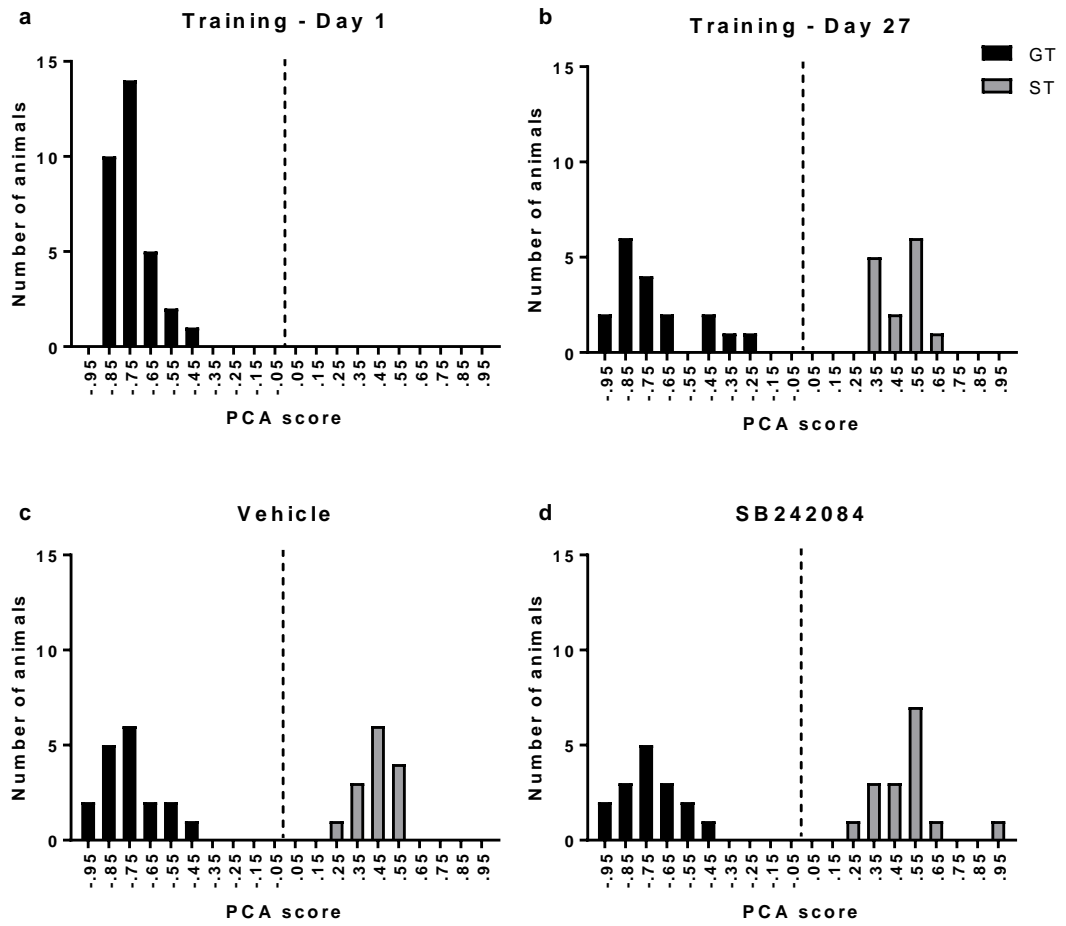 a
Training - Day 1
15
10
5
0
Number of animals
-.95 -.85 -.75 -.65 -.55 -.45 -.35 -.25 -.15 -.05 .05 .15 .25 .35 .45 .55 .65 .75 .85 .95
PCA score
b
Training - Day 27
GT
ST
15
10
5
0
Number of animals
-.95 -.85 -.75 -.65 -.55 -.45 -.35 -.25 -.15 -.05 .05 .15 .25 .35 .45 .55 .65 .75 .85 .95
PCA score
c
Vehicle
15
10
5
0
Number of animals
-.95 -.85 -.75 -.65 -.55 -.45 -.35 -.25 -.15 -.05 .05 .15 .25 .35 .45 .55 .65 .75 .85 .95
PCA score
d
SB242084
15
10
5
0
Number of animals
-.95 -.85 -.75 -.65 -.55 -.45 -.35 -.25 -.15 -.05 .05 .15 .25 .35 .45 .55 .65 .75 .85 .95
PCA score